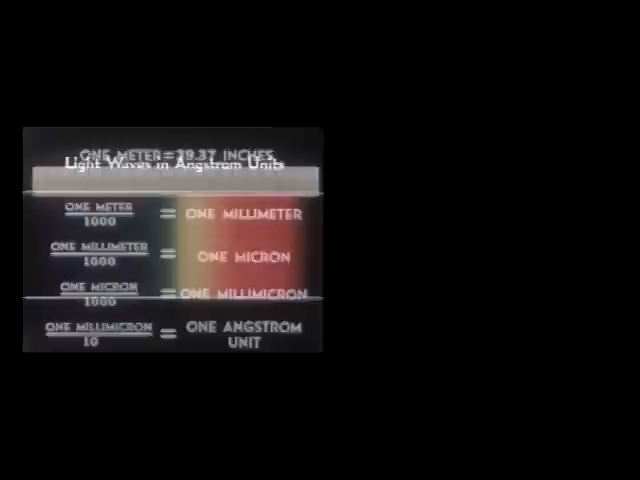 ONE METER = 39.37 INCHES
Light Waves in Angstrom Units
ONE METER
1000
= ONE MILLIMETER
ONE MILLIMETER
1000
= ONE MICRON
ONE MICRON
1000
= ONE MILLIMICRON
ONE MILLIMICRON
10
= ONE ANGSTROM
UNIT